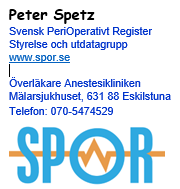 Peter Spetz
Svensk PeriOperativt Register
Styrelse och utdatagrupp
www.spor.se
Överläkare Anestesikliniken
Mälarsjukhuset, 631 88 Eskilstuna
Telefon: 070-5474529
SPOR